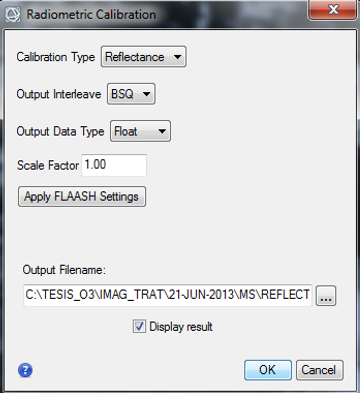 Radiometric Calibration
Calibration Type Reflectance
Output Interleave BSQ
Output Data Type Float
Scale Factor 1.00
Apply FLAASH Settings
Output Filename:
C:\TESIS_O3\IMAG_TRAT\21-JUN-2013\MS\REFLECT ...
Display result
? OK Cancel